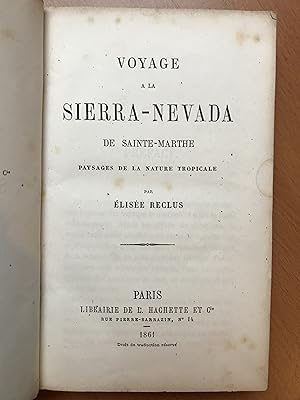 VOYAGE
A LA
SIERRA-NEVADA
DE SAINTE-MARTHE
PAYSAGES DE LA NATURE TROPICALE
PAR
ÉLISÉE RECLUS
PARIS
LIBRAIRIE DE L. HACHETTE ET Cie
RUE PIERRE-SARRAZIN, N° 14
1861
Droit de traduction réservé
Cie